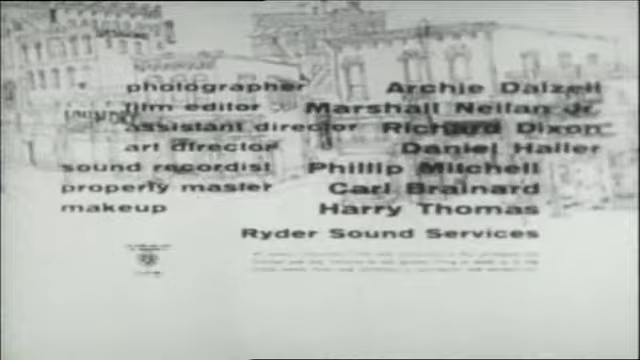 photographer Archie Dalzell
film editor Marshall Neilan Jr.
assistant director Richard Dixon
art director Daniel Haller
sound recordist Phillip Mitchell
property master Carl Brainard
makeup Harry Thomas
Ryder Sound Services